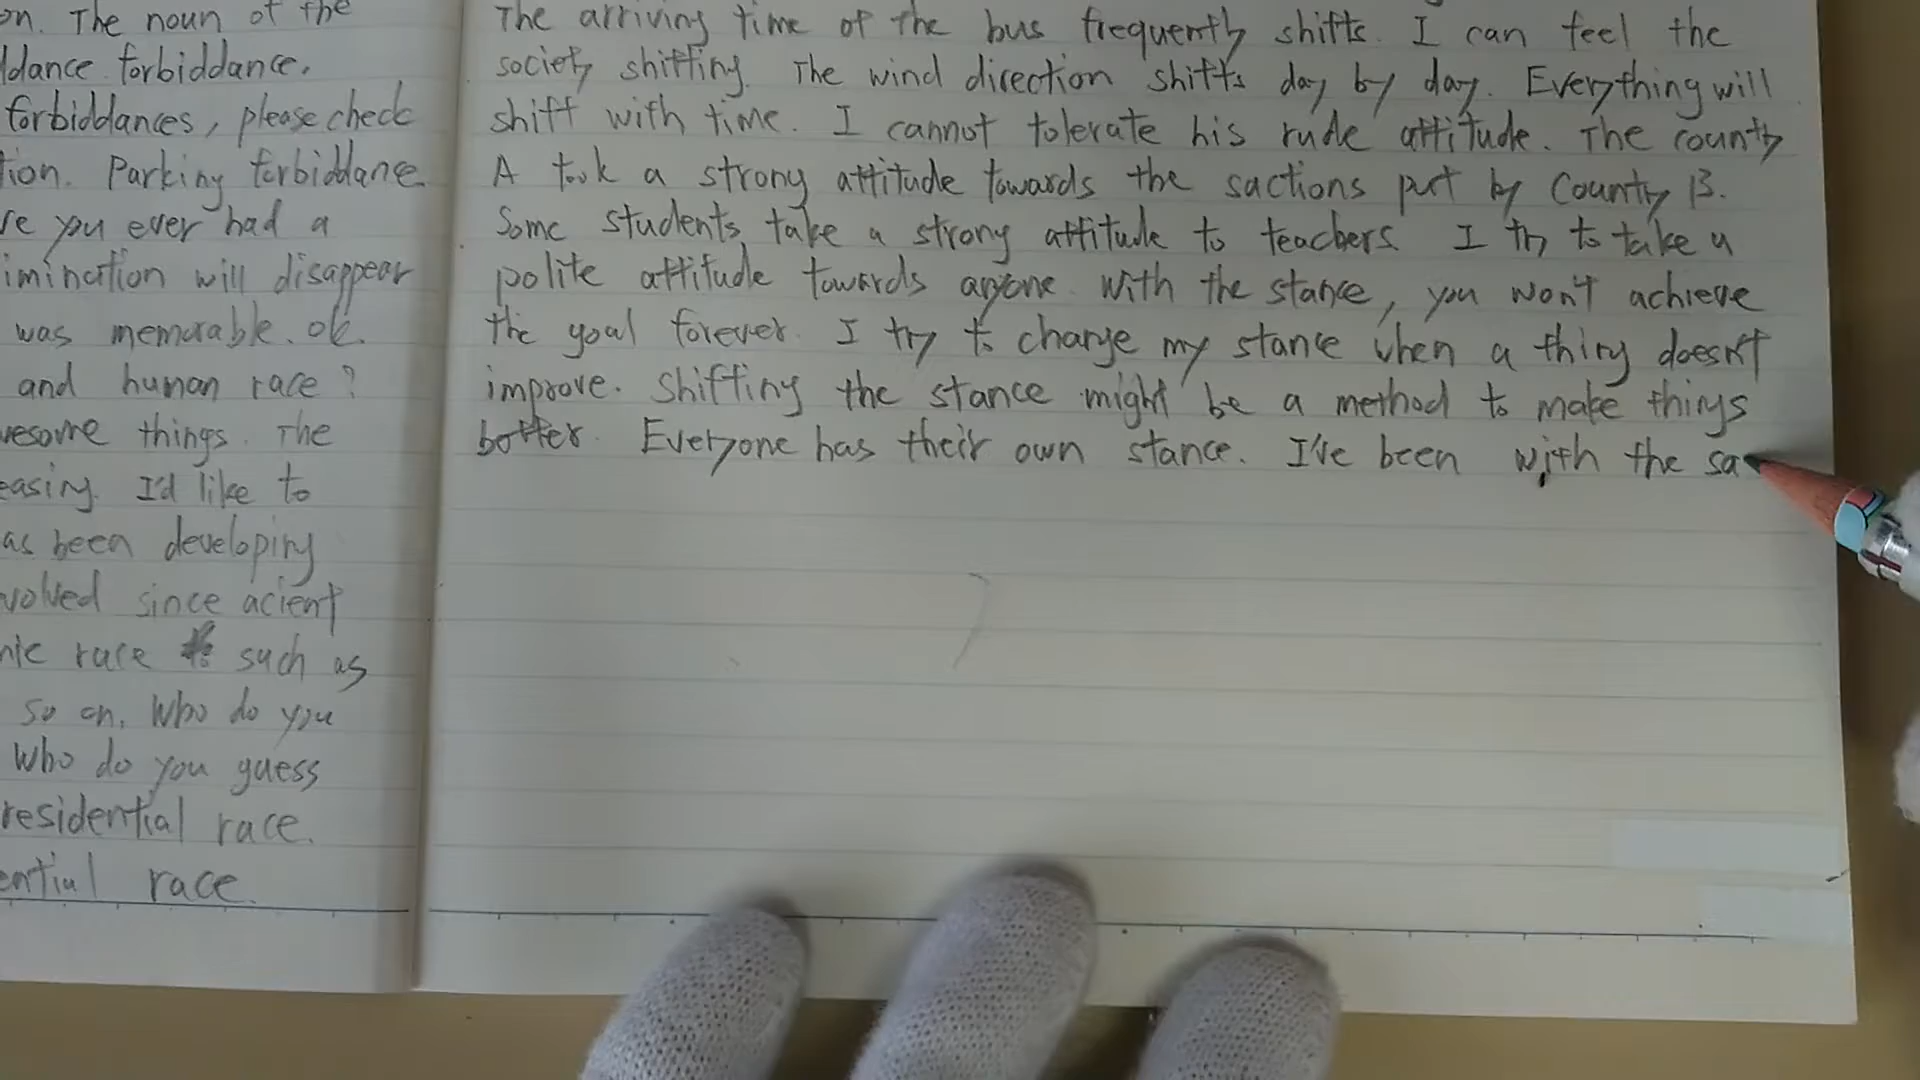 on. The noun of the
ddance forbiddance.
forbiddances, please check
tion. Parking forbiddance.
ve you ever had a
imination will disappear
was memorable. ok.
and human race?
wesome things. The
easing. I'd like to
as been developing
volved since acient
nic race such as
so on. Who do you
Who do you guess
residential race.
ential race.
The arriving time of the bus frequently shifts. I can feel the
society shifting. The wind direction shifts day by day. Everything will
shift with time. I cannot tolerate his rude attitude. The county
A took a strong attitude towards the sactions put by County B.
Some students take a strong attitude to teachers. I try to take a
polite attitude towards anyone. With the stance, you won't achieve
the goal forever. I try to change my stance when a thing doesn't
improve. Shifting the stance might be a method to make things
better. Everyone has their own stance. I've been with the sa